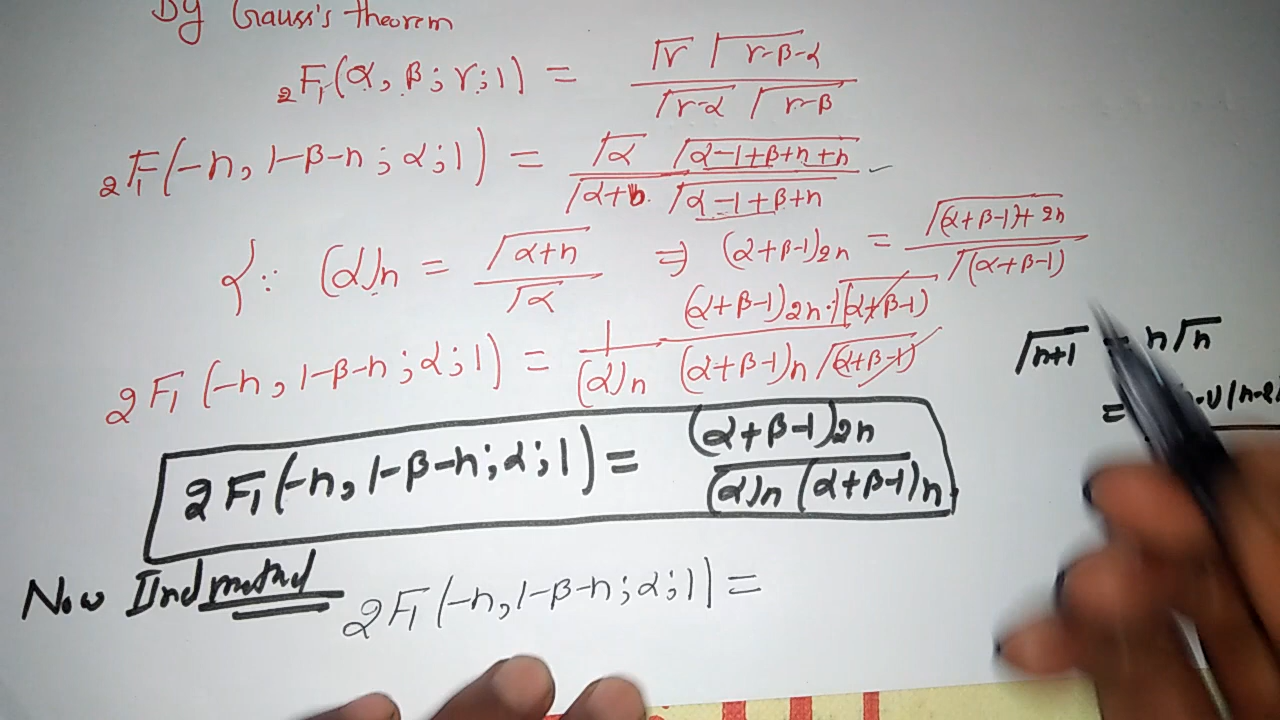 By Gauss's theorem
₂F₁(α, β; γ; 1) = Γγ Γγ-β-α / Γγ-α Γγ-β
₂F₁(-n, 1-β-n; α; 1) = Γα Γα-1+β+n+n / Γα+n Γα-1+β+n
{∵ (α)n = Γα+n / Γα ⇒ (α+β-1)2n = Γ(α+β-1)+2n / Γ(α+β-1)
₂F₁(-n, 1-β-n; α; 1) = 1 / (α)n (α+β-1)2n · Γ(α+β-1) / (α+β-1)n Γ(α+β-1)
Γn+1 = nΓn
=
₂F₁(-n, 1-β-n; α; 1) = (α+β-1)2n / (α)n (α+β-1)n
Now IInd method ₂F₁(-n, 1-β-n; α; 1) =